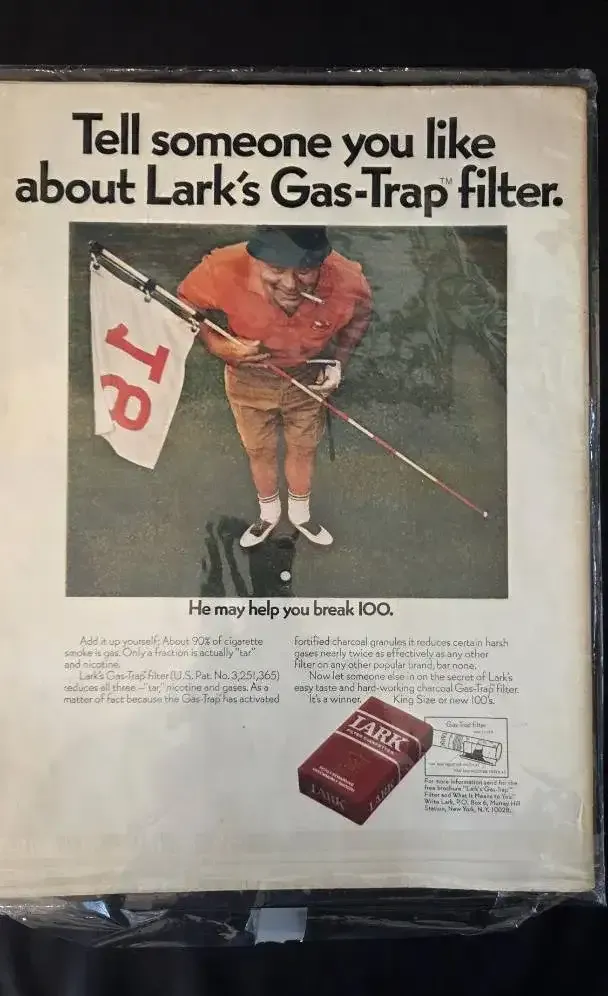 Tell someone you like
about Lark's Gas-Trap™ filter.
18
He may help you break 100.
Add it up yourself: About 90% of cigarette
smoke is gas. Only a fraction is actually "tar"
and nicotine.
Lark's Gas-Trap filter (U.S. Pat. No. 3,251,365)
reduces all three—"tar," nicotine and gases. As a
matter of fact because the Gas-Trap has activated
fortified charcoal granules it reduces certain harsh
gases nearly twice as effectively as any other
filter on any other popular brand, bar none.
Now let someone else in on the secret of Lark's
easy taste and hard-working charcoal Gas-Trap filter.
It's a winner. King Size or new 100's.
LARK
FILTER CIGARETTES
LARK
LARK
Gas-Trap filter
For more information send for the
free brochure "Lark's Gas-Trap
Filter and What It Means to You."
Write Lark, P.O. Box 6, Murray Hill
Station, New York, N.Y. 10028.